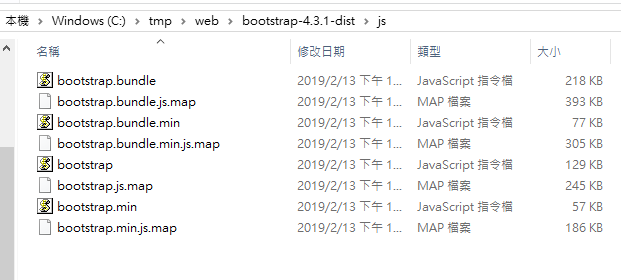 本機 > Windows (C:) > tmp > web > bootstrap-4.3.1-dist > js
名稱 修改日期 類型 大小
bootstrap.bundle 2019/2/13 下午 1... JavaScript 指令檔 218 KB
bootstrap.bundle.js.map 2019/2/13 下午 1... MAP 檔案 393 KB
bootstrap.bundle.min 2019/2/13 下午 1... JavaScript 指令檔 77 KB
bootstrap.bundle.min.js.map 2019/2/13 下午 1... MAP 檔案 305 KB
bootstrap 2019/2/13 下午 1... JavaScript 指令檔 129 KB
bootstrap.js.map 2019/2/13 下午 1... MAP 檔案 245 KB
bootstrap.min 2019/2/13 下午 1... JavaScript 指令檔 57 KB
bootstrap.min.js.map 2019/2/13 下午 1... MAP 檔案 186 KB